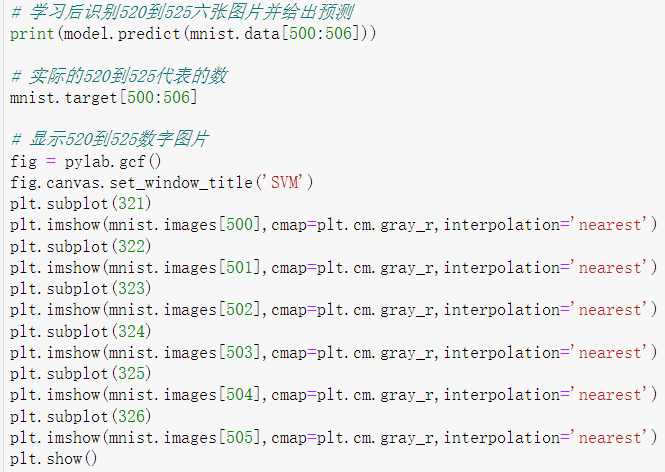 # 学习后识别520到525六张图片并给出预测
print(model.predict(mnist.data[500:506]))
# 实际的520到525代表的数
mnist.target[500:506]
# 显示520到525数字图片
fig = pylab.gcf()
fig.canvas.set_window_title('SVM')
plt.subplot(321)
plt.imshow(mnist.images[500],cmap=plt.cm.gray_r,interpolation='nearest')
plt.subplot(322)
plt.imshow(mnist.images[501],cmap=plt.cm.gray_r,interpolation='nearest')
plt.subplot(323)
plt.imshow(mnist.images[502],cmap=plt.cm.gray_r,interpolation='nearest')
plt.subplot(324)
plt.imshow(mnist.images[503],cmap=plt.cm.gray_r,interpolation='nearest')
plt.subplot(325)
plt.imshow(mnist.images[504],cmap=plt.cm.gray_r,interpolation='nearest')
plt.subplot(326)
plt.imshow(mnist.images[505],cmap=plt.cm.gray_r,interpolation='nearest')
plt.show()